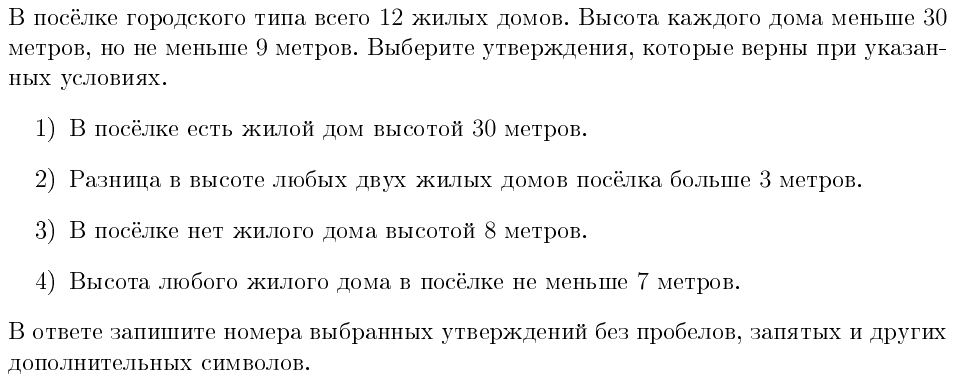 В посёлке городского типа всего 12 жилых домов. Высота каждого дома меньше 30
метров, но не меньше 9 метров. Выберите утверждения, которые верны при указан-
ных условиях.
1) В посёлке есть жилой дом высотой 30 метров.
2) Разница в высоте любых двух жилых домов посёлка больше 3 метров.
3) В посёлке нет жилого дома высотой 8 метров.
4) Высота любого жилого дома в посёлке не меньше 7 метров.
В ответе запишите номера выбранных утверждений без пробелов, запятых и других
дополнительных символов.